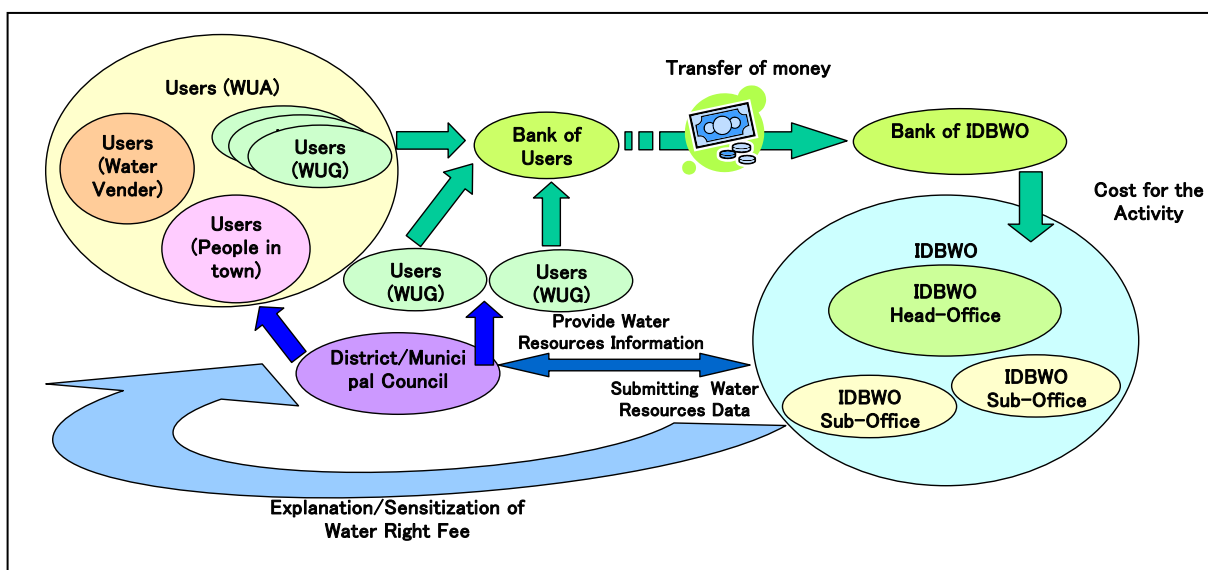 Transfer of money
Users (WUA)
Users
(WUG)
Users
(Water
Vender)
Users
(People in
town)
Bank of
Users
Bank of IDBWO
Cost for the
Activity
Users
(WUG)
Users
(WUG)
IDBWO
IDBWO
Head-Office
IDBWO
Sub-Office
IDBWO
Sub-Office
Provide Water
Resources Information
District/Munici
pal Council
Submitting Water
Resources Data
Explanation/Sensitization of
Water Right Fee